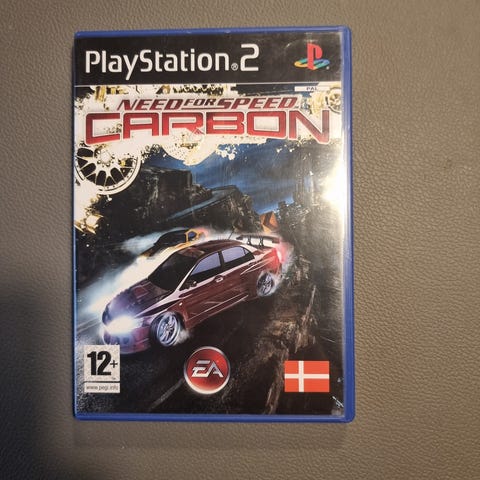 PlayStation®2
PAL
NEED FOR SPEED
CARBON
12+
www.pegi.info
EA